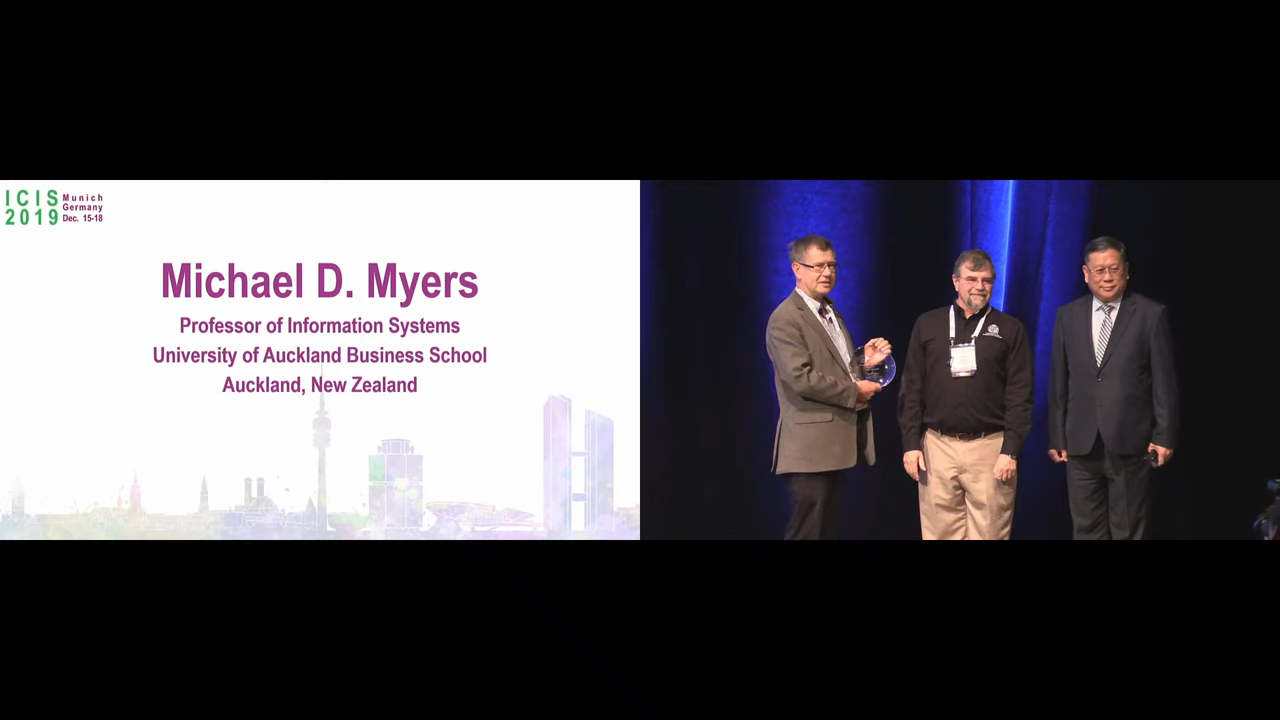 ICIS
2019
Munich
Germany
Dec. 15-18
Michael D. Myers
Professor of Information Systems
University of Auckland Business School
Auckland, New Zealand